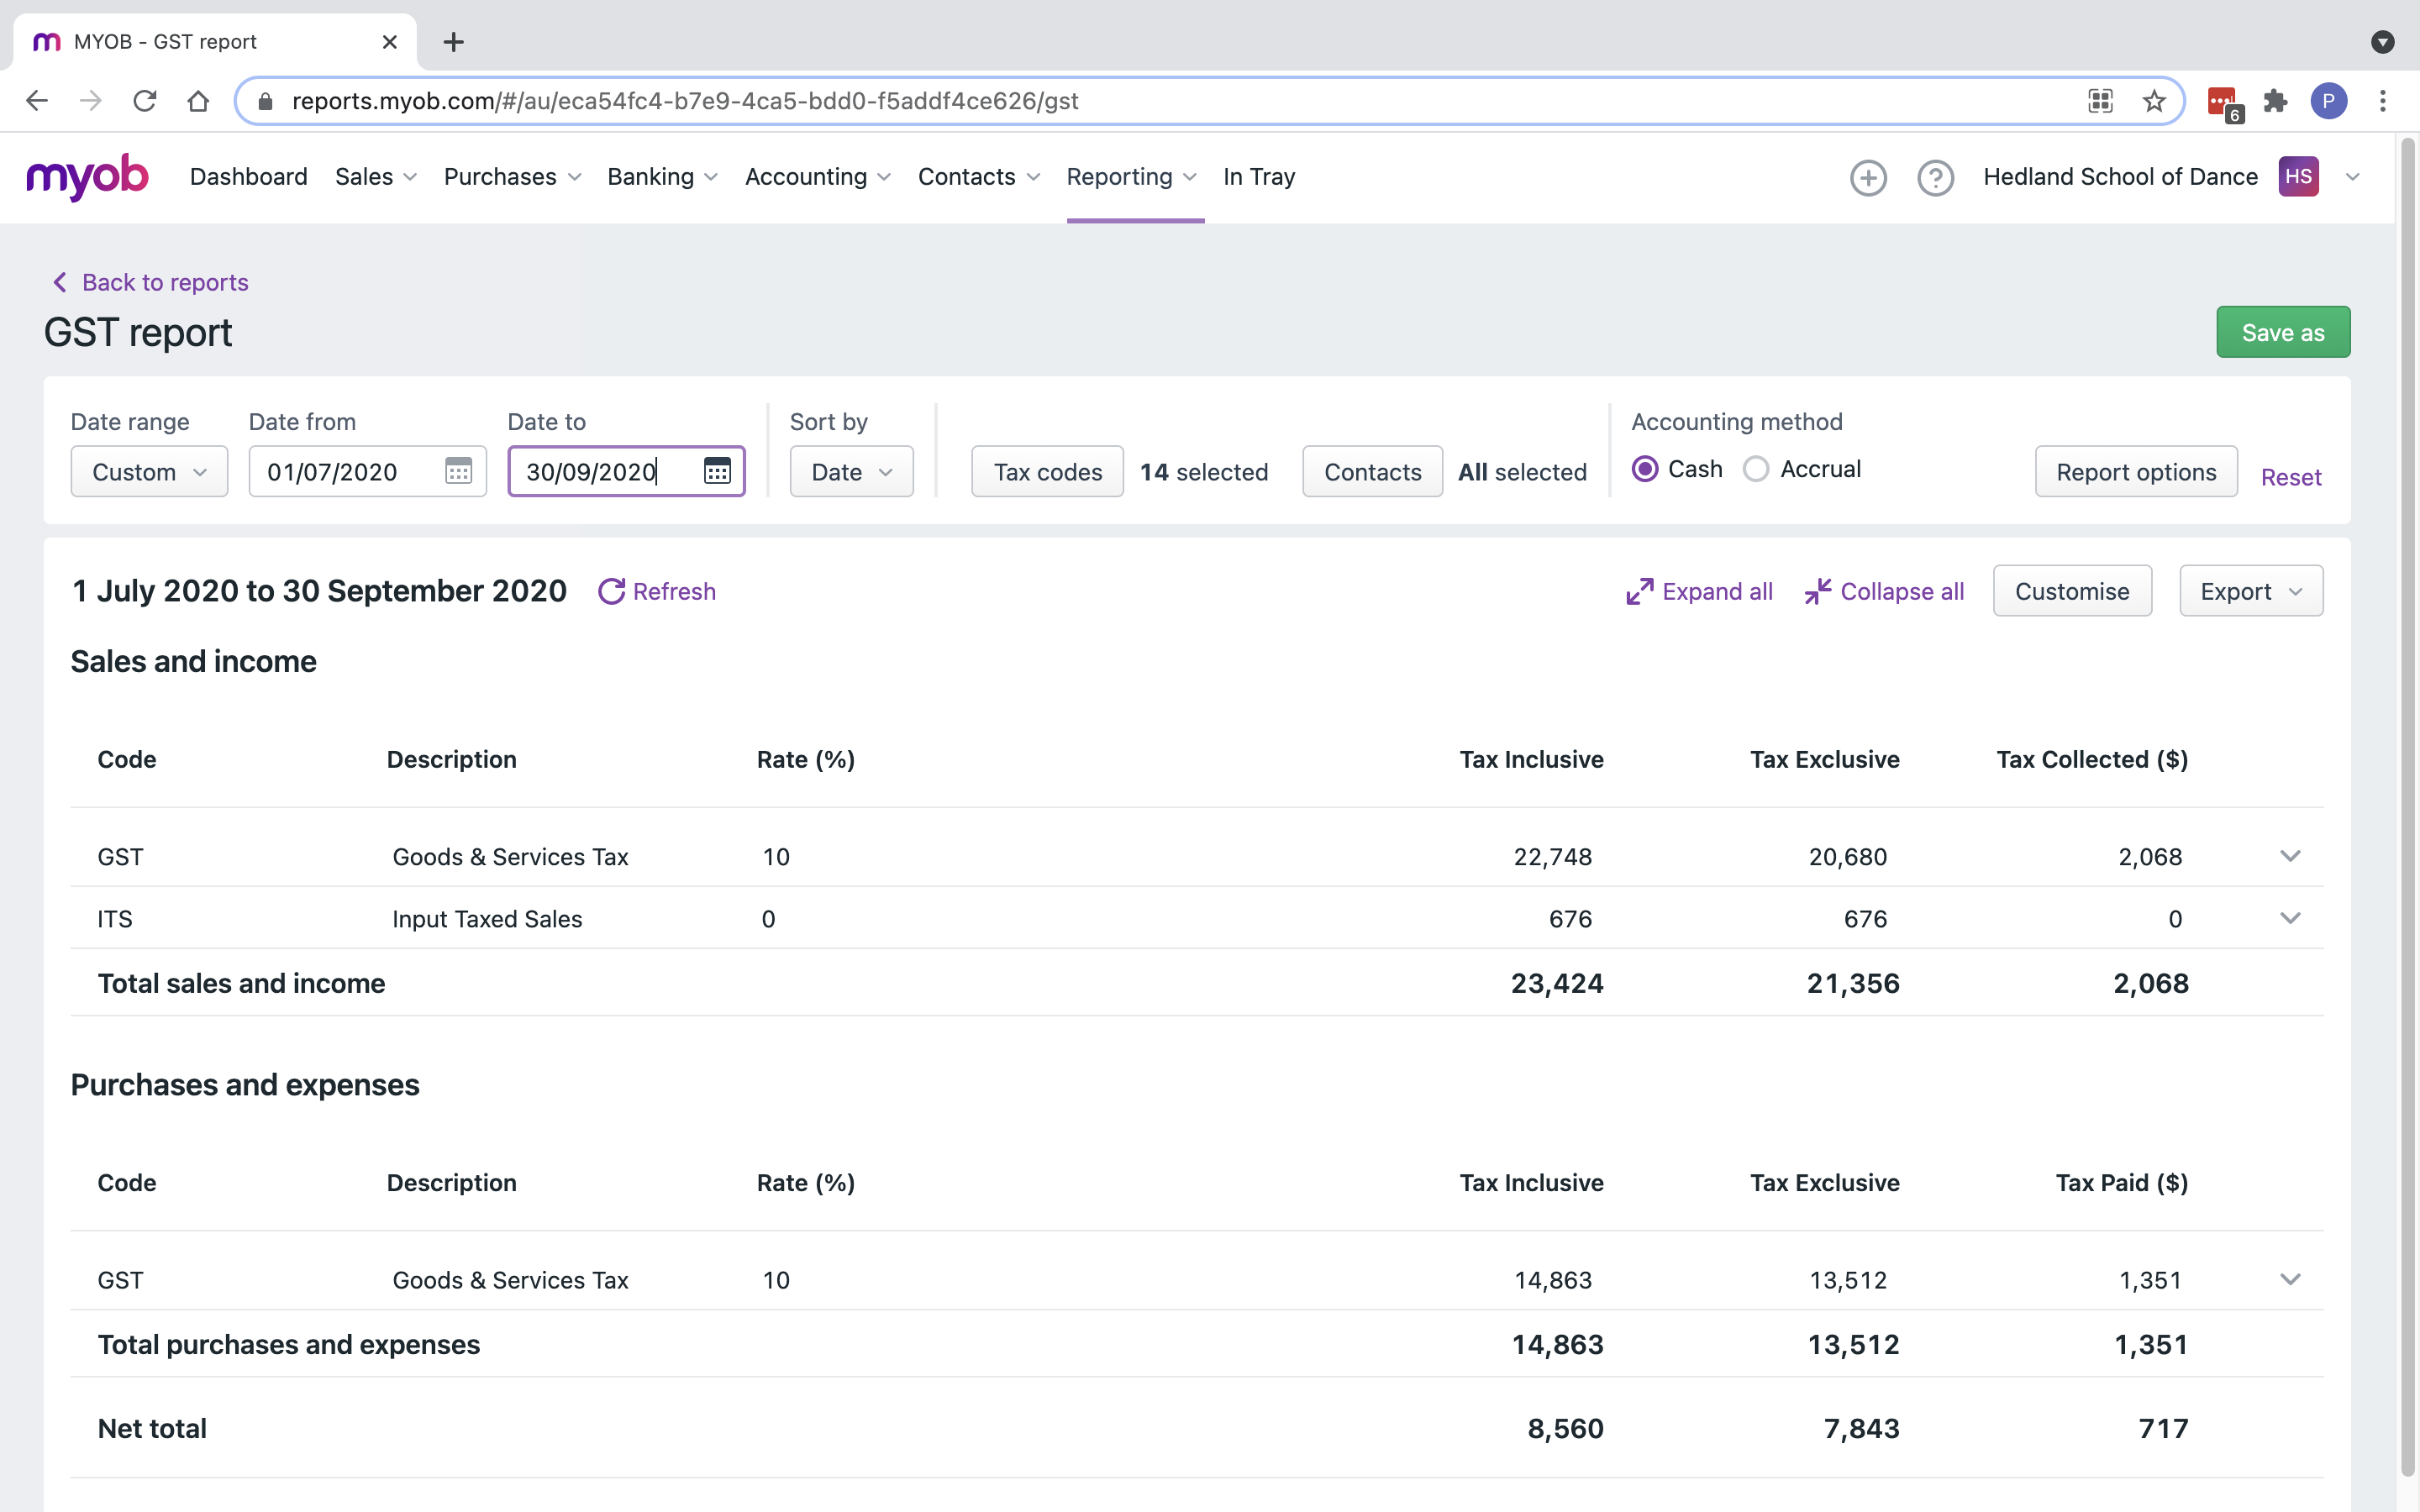 MYOB - GST report
reports.myob.com/#/au/eca54fc4-b7e9-4ca5-bdd0-f5addf4ce626/gst
6
P
myob Dashboard Sales Purchases Banking Accounting Contacts Reporting In Tray Hedland School of Dance HS
Back to reports
GST report
Save as
Date range Date from Date to Sort by Accounting method
Custom 01/07/2020 30/09/2020 Date Tax codes 14 selected Contacts All selected Cash Accrual Report options Reset
1 July 2020 to 30 September 2020 Refresh Expand all Collapse all Customise Export
Sales and income
Code Description Rate (%) Tax Inclusive Tax Exclusive Tax Collected ($)
GST Goods & Services Tax 10 22,748 20,680 2,068
ITS Input Taxed Sales 0 676 676 0
Total sales and income 23,424 21,356 2,068
Purchases and expenses
Code Description Rate (%) Tax Inclusive Tax Exclusive Tax Paid ($)
GST Goods & Services Tax 10 14,863 13,512 1,351
Total purchases and expenses 14,863 13,512 1,351
Net total 8,560 7,843 717